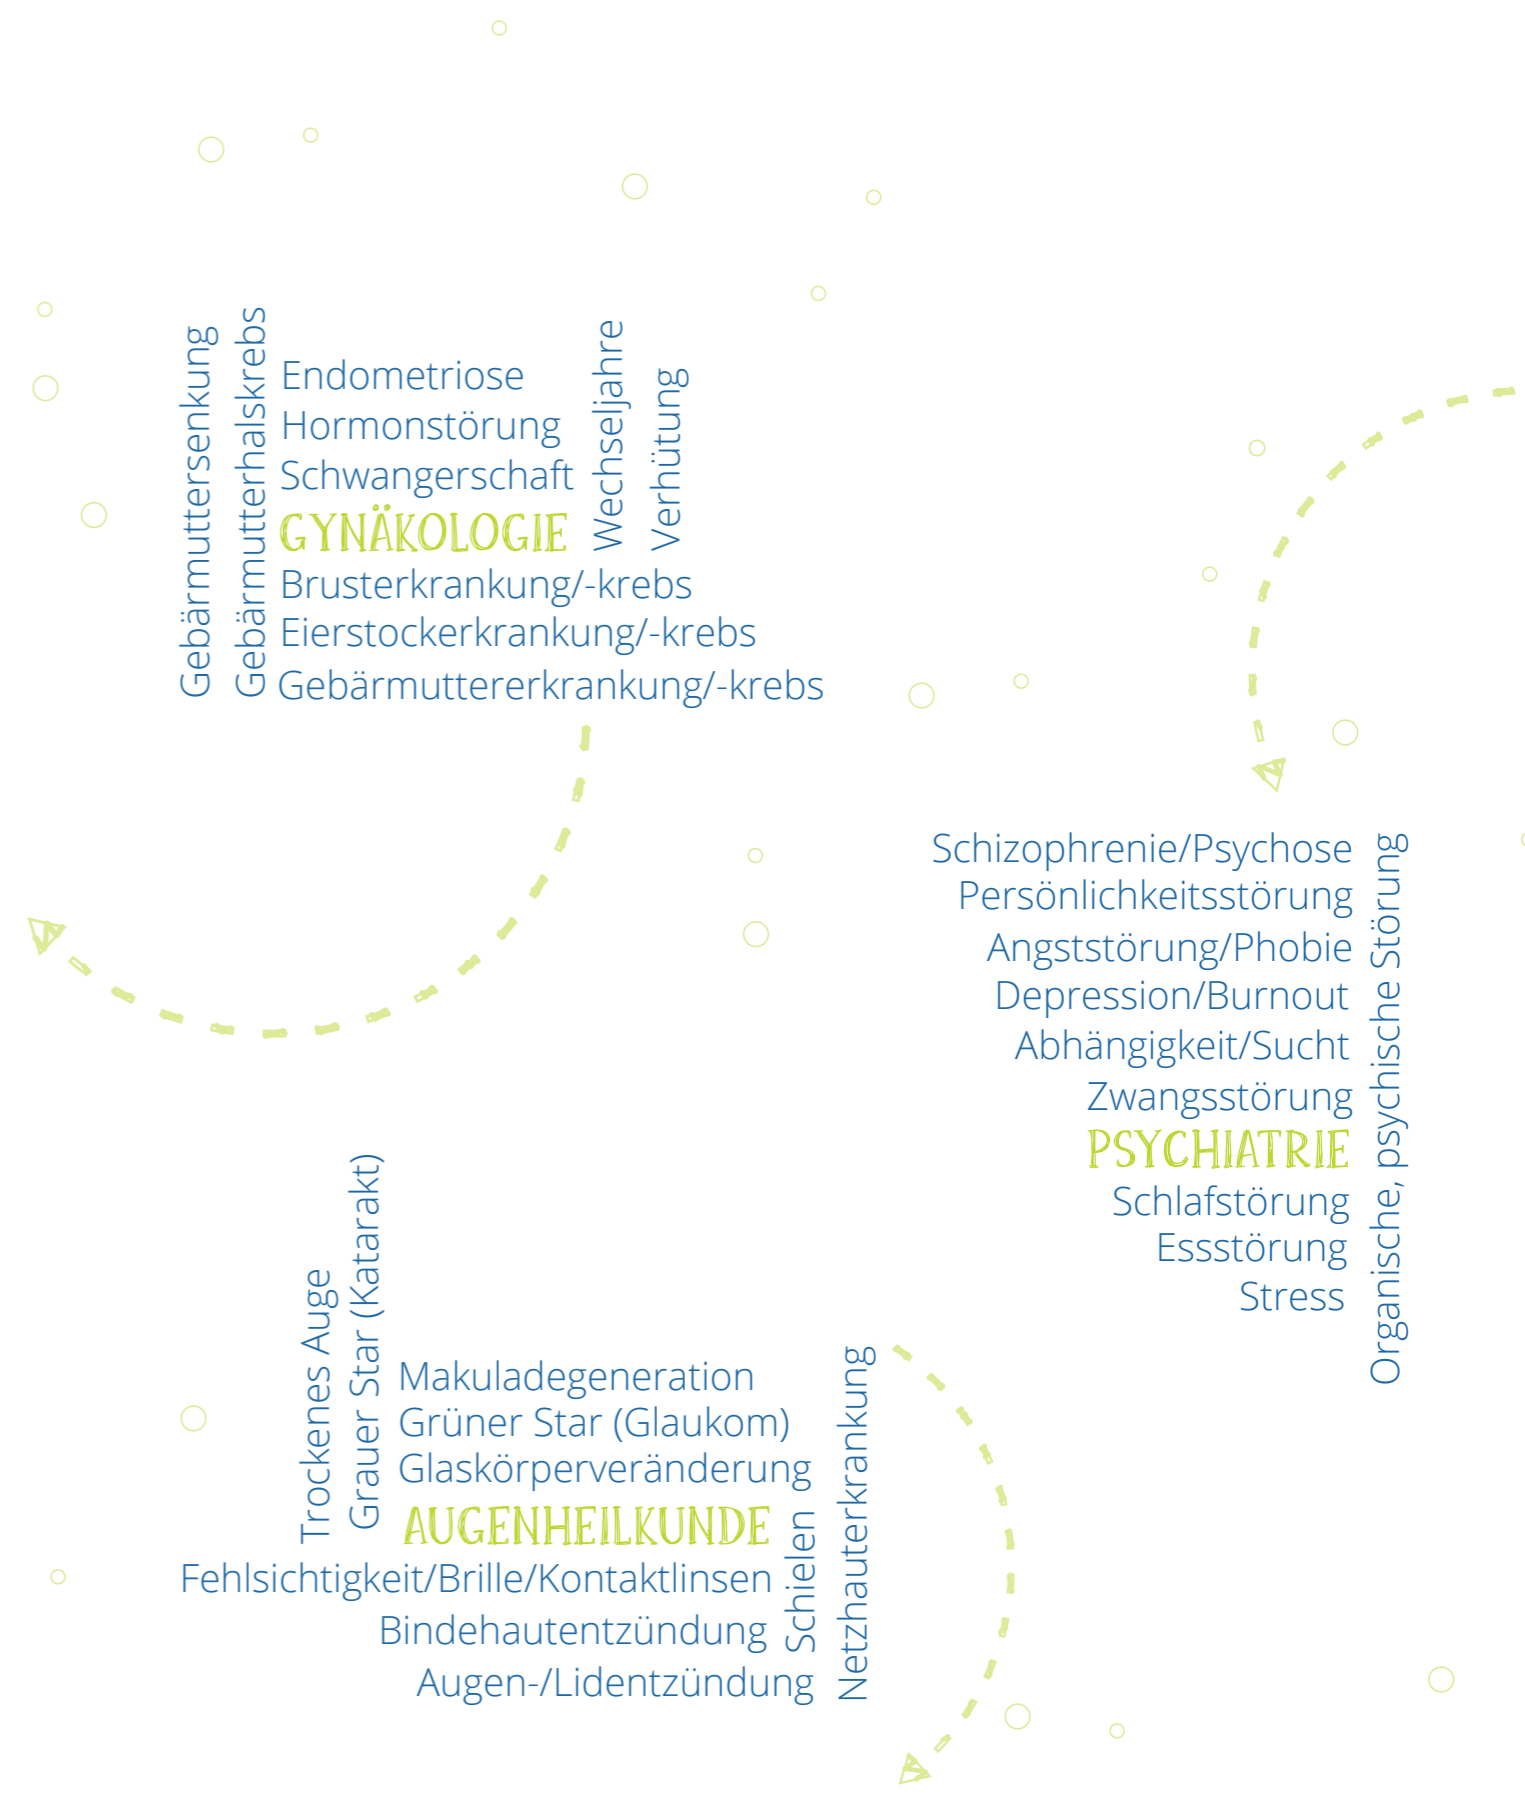 Gebärmuttersenkung
Gebärmutterhalskrebs
Endometriose
Hormonstörung
Schwangerschaft
GYNÄKOLOGIE
Wechseljahre
Verhütung
Brusterkrankung/-krebs
Eierstockerkrankung/-krebs
Gebärmuttererkrankung/-krebs
Schizophrenie/Psychose
Persönlichkeitsstörung
Angststörung/Phobie
Depression/Burnout
Abhängigkeit/Sucht
Zwangsstörung
PSYCHIATRIE
Schlafstörung
Essstörung
Stress
Organische, psychische Störung
Trockenes Auge
Grauer Star (Katarakt)
Makuladegeneration
Grüner Star (Glaukom)
Glaskörperveränderung
AUGENHEILKUNDE
Fehlsichtigkeit/Brille/Kontaktlinsen
Bindehautentzündung
Augen-/Lidentzündung
Schielen
Netzhauterkrankung